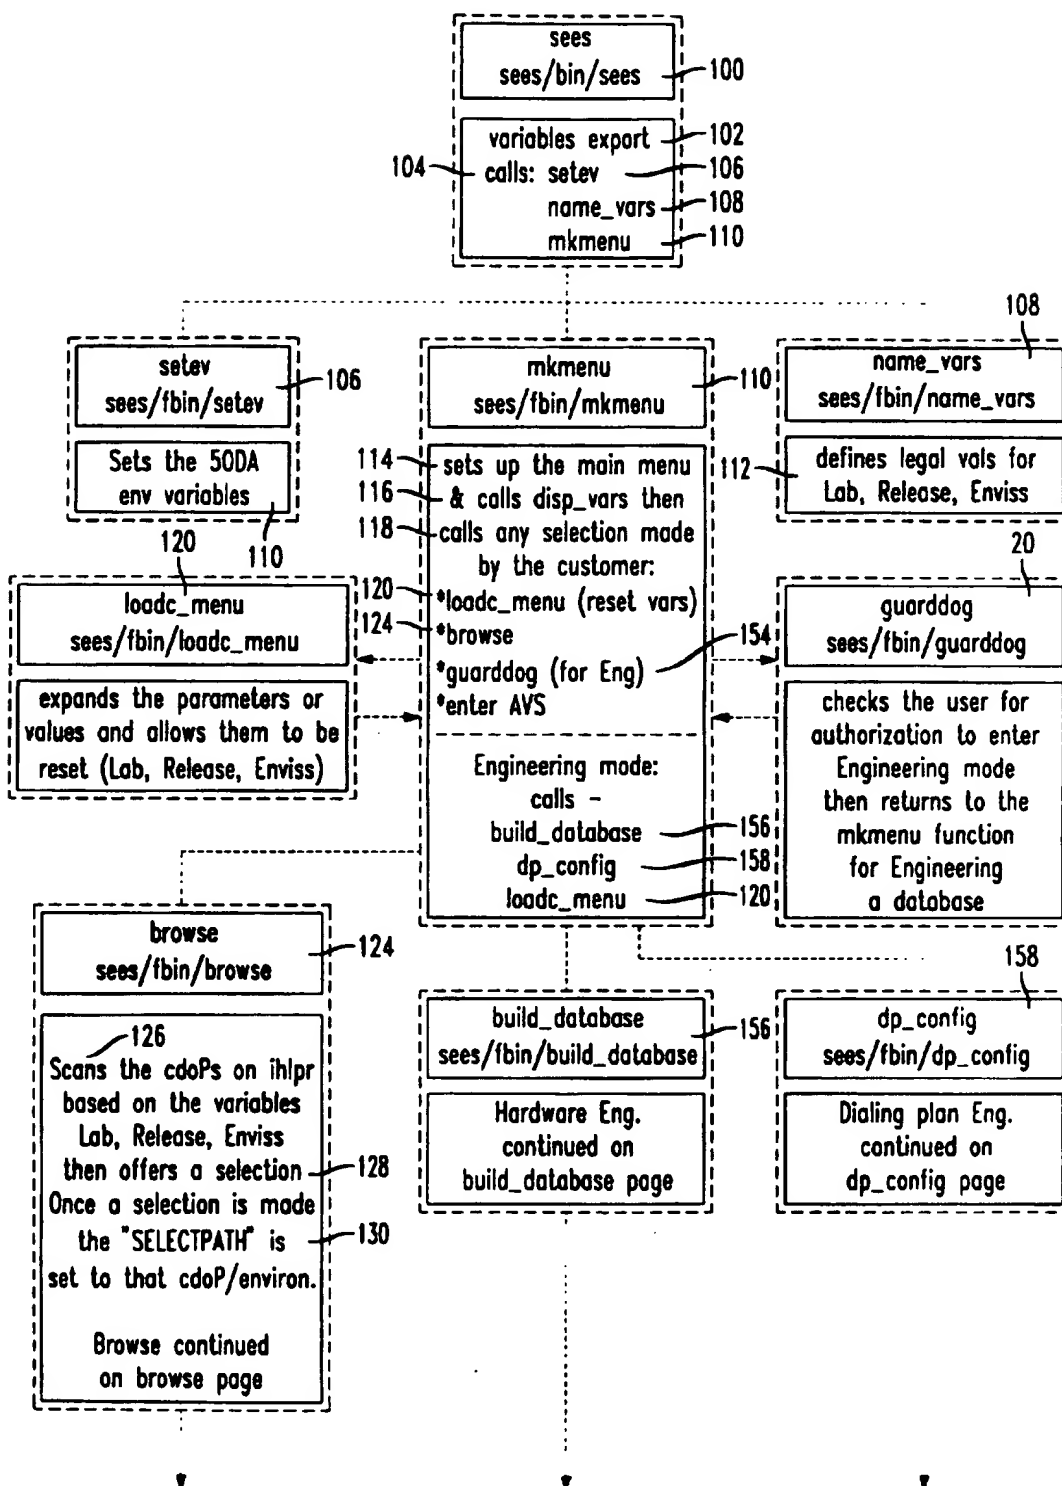 sees
sees/bin/sees
100
variables export
102
104
calls: setev
106
name_vars
108
mkmenu
110
setev
sees/fbin/setev
106
Sets the 5ODA
env variables
110
mkmenu
sees/fbin/mkmenu
110
108
name_vars
sees/fbin/name_vars
112
defines legal vals for
Lab, Release, Enviss
114
sets up the main menu
116
& calls disp_vars then
118
calls any selection made
by the customer:
120
*loadc_menu (reset vars)
124
*browse
154
*guarddog (for Eng)
*enter AVS
Engineering mode:
calls -
build_database
156
dp_config
158
loadc_menu
120
120
loadc_menu
sees/fbin/loadc_menu
expands the parameters or
values and allows them to be
reset (Lab, Release, Enviss)
20
guarddog
sees/fbin/guarddog
checks the user for
authorization to enter
Engineering mode
then returns to the
mkmenu function
for Engineering
a database
browse
sees/fbin/browse
124
126
Scans the cdoPs on ihlpr
based on the variables
Lab, Release, Enviss
then offers a selection
128
Once a selection is made
the "SELECTPATH" is
130
set to that cdoP/environ.
Browse continued
on browse page
build_database
sees/fbin/build_database
156
Hardware Eng.
continued on
build_database page
158
dp_config
sees/fbin/dp_config
Dialing plan Eng.
continued on
dp_config page